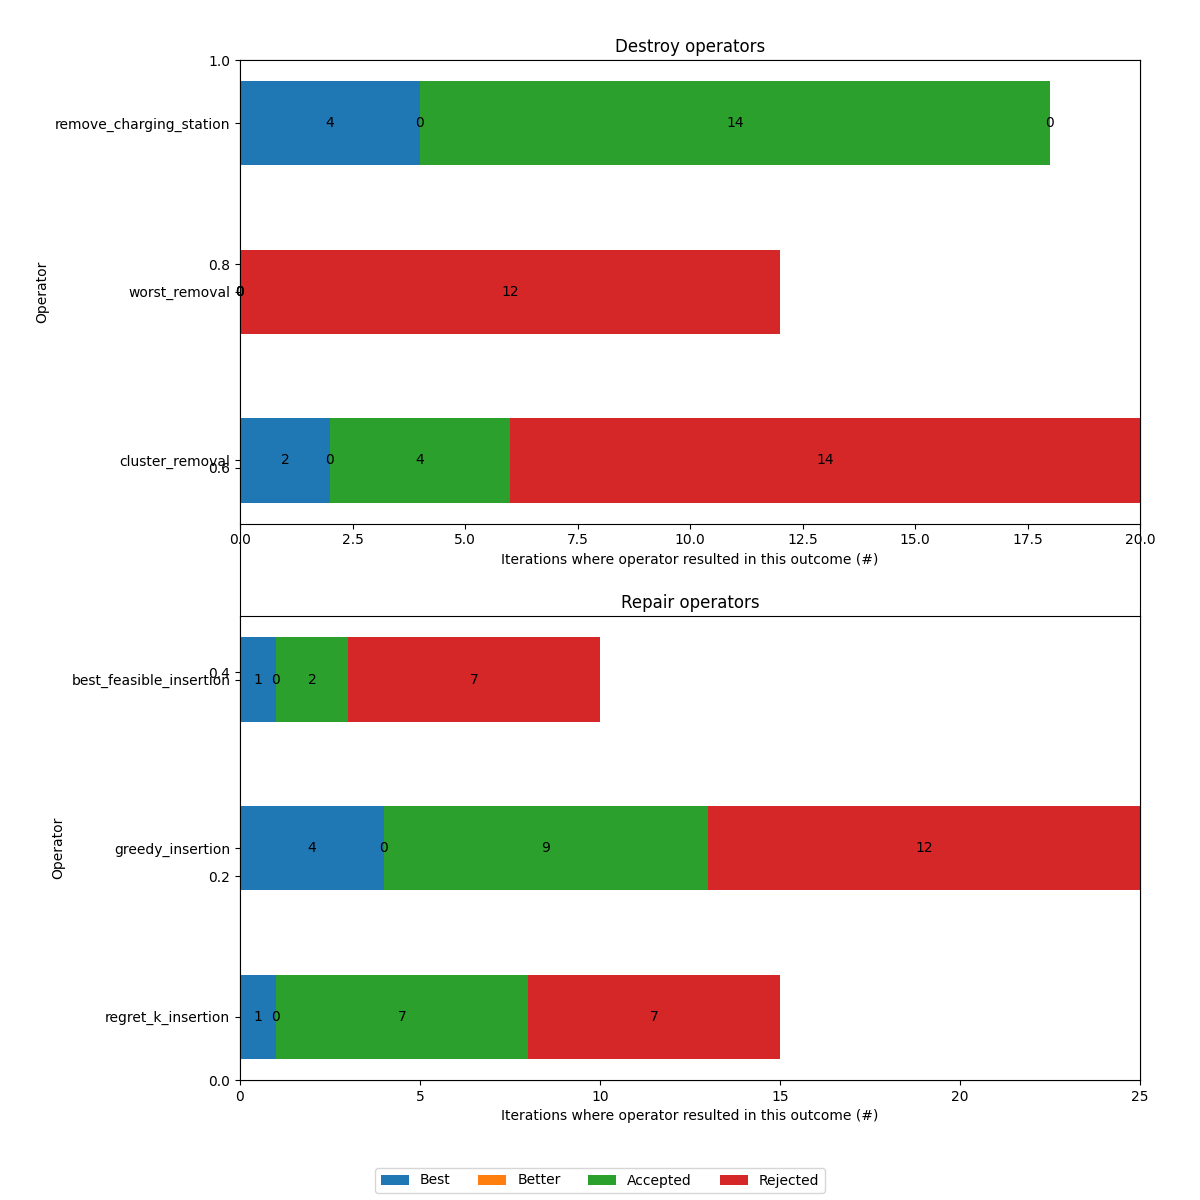 Destroy operators
1.0
remove_charging_station 4 0 14 0
0.8
Operator
worst_removal 0 12
cluster_removal 2 0 4 14
0.6
0.0 2.5 5.0 7.5 10.0 12.5 15.0 17.5 20.0
Iterations where operator resulted in this outcome (#)
Repair operators
0.4
best_feasible_insertion 1 0 2 7
Operator
greedy_insertion 4 0 9 12
0.2
regret_k_insertion 1 0 7 7
0.0
0 5 10 15 20 25
Iterations where operator resulted in this outcome (#)
Best Better Accepted Rejected